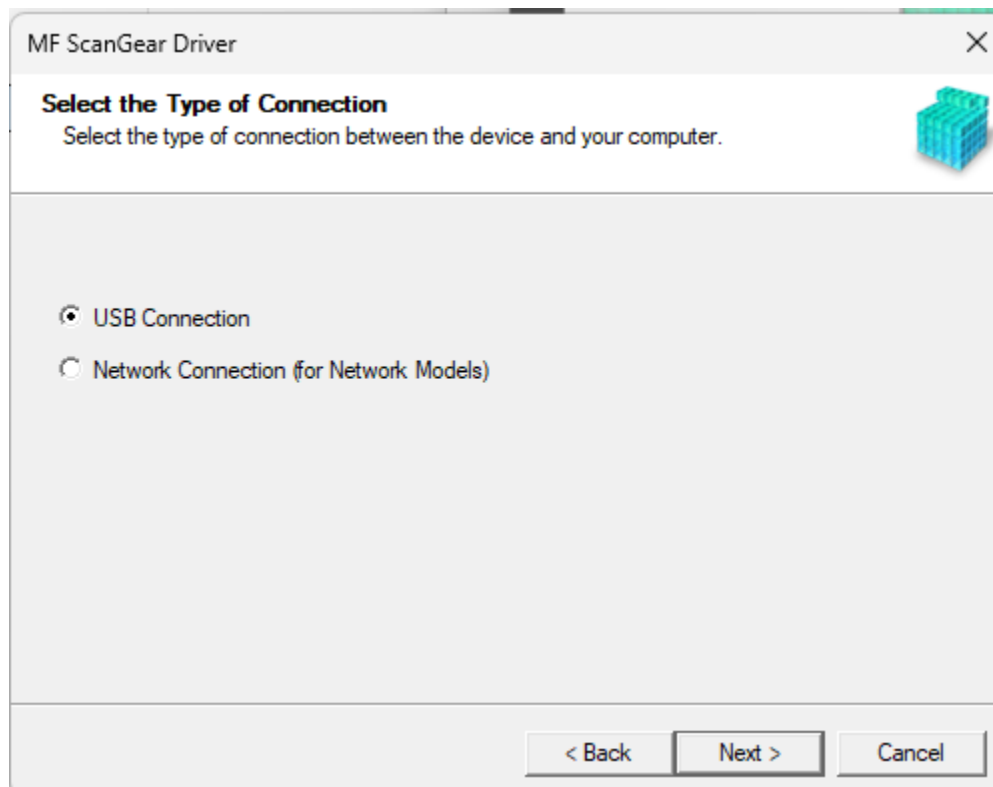 MF ScanGear Driver
Select the Type of Connection
Select the type of connection between the device and your computer.
USB Connection
Network Connection (for Network Models)
< Back
Next >
Cancel